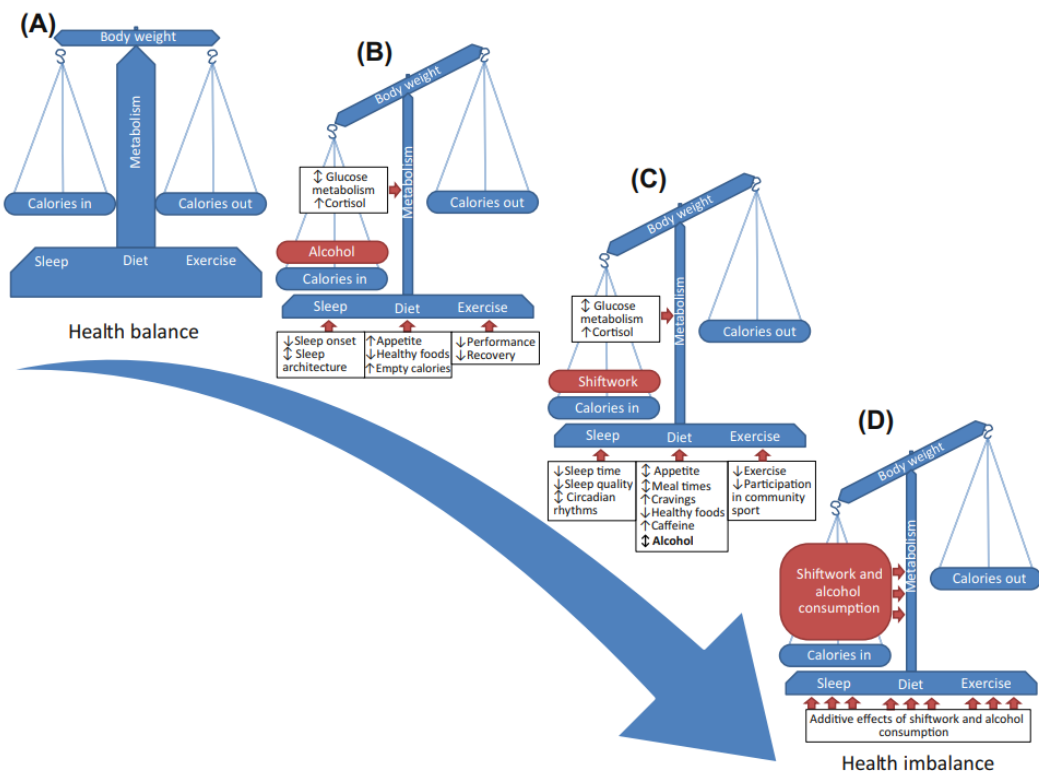 (A)
Body weight
Metabolism
Calories in
Calories out
Sleep
Diet
Exercise
Health balance
(B)
Body weight
Metabolism
↕ Glucose
metabolism
↑Cortisol
Alcohol
Calories in
Calories out
Sleep
Diet
Exercise
↓Sleep onset
↕ Sleep
architecture
↑Appetite
↓Healthy foods
↑Empty calories
↓Performance
↓Recovery
(C)
Body weight
Metabolism
↕ Glucose
metabolism
↑Cortisol
Shiftwork
Calories in
Calories out
Sleep
Diet
Exercise
↓Sleep time
↓Sleep quality
↕ Circadian
rhythms
↕ Appetite
↕Meal times
↑Cravings
↓Healthy foods
↑Caffeine
↕Alcohol
↓Exercise
↓Participation
in community
sport
(D)
Body weight
Metabolism
Shiftwork and
alcohol
consumption
Calories in
Calories out
Sleep
Diet
Exercise
Additive effects of shiftwork and alcohol
consumption
Health imbalance